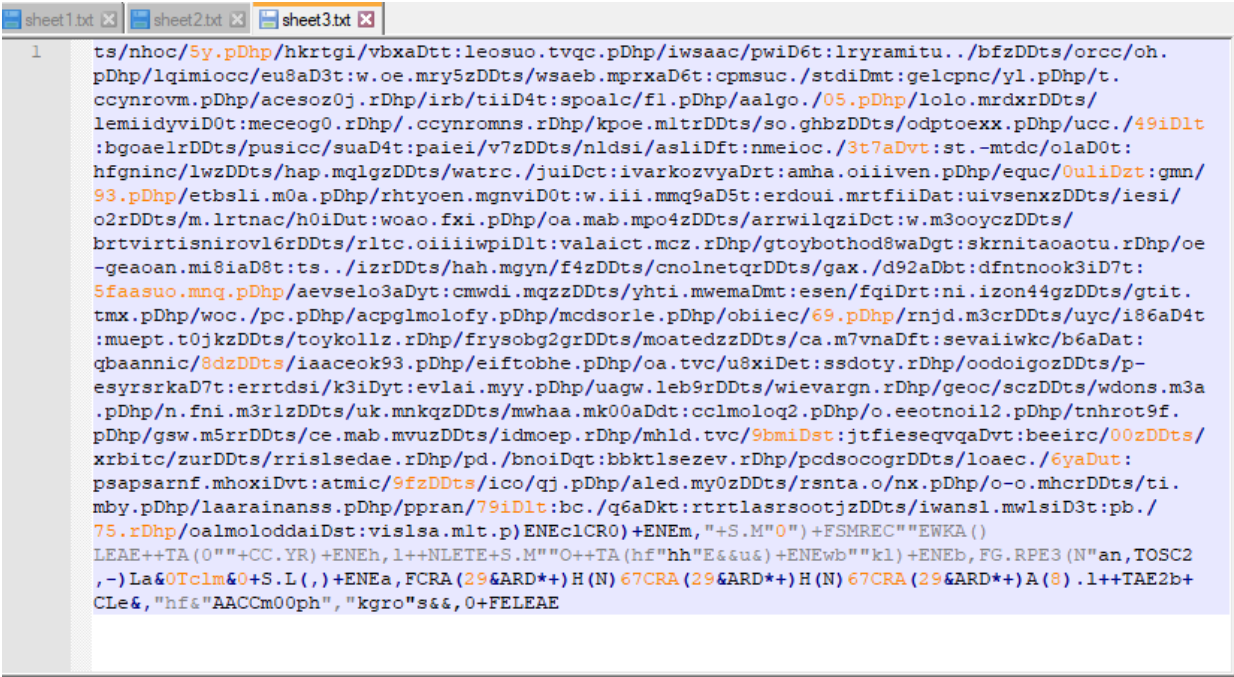 sheet1.txt sheet2.txt sheet3.txt
1 ts/nhoc/5y.pDhp/hkrtgi/vbxaDtt:leosuo.tvqc.pDhp/iwsaac/pwiD6t:lryramitu../bfzDDts/orcc/oh.
pDhp/lqimiocc/eu8aD3t:w.oe.mry5zDDts/wsaeb.mprxaD6t:cpmsuc./stdiDmt:gelcpnc/yl.pDhp/t.
ccynrovm.pDhp/acesoz0j.rDhp/irb/tiiD4t:spoalc/fl.pDhp/aalgo./05.pDhp/lolo.mrdxrDDts/
lemiidyviD0t:meceog0.rDhp/.ccynromns.rDhp/kpoe.mltrDDts/so.ghbzDDts/odptoexx.pDhp/ucc./49iDlt
:bgoaelrDDts/pusicc/suaD4t:paiei/v7zDDts/nldsi/asliDft:nmeioc./3t7aDvt:st.-mtdc/olaD0t:
hfgninc/lwzDDts/hap.mqlgzDDts/watrc./juiDct:ivarkozvyaDrt:amha.oiiiven.pDhp/equc/0uliDzt:gmn/
93.pDhp/etbsli.m0a.pDhp/rhtyoen.mgnviD0t:w.iii.mmq9aD5t:erdoui.mrtfiiDat:uivsenxzDDts/iesi/
o2rDDts/m.lrtnac/h0iDut:woao.fxi.pDhp/oa.mab.mpo4zDDts/arrwilqziDct:w.m3ooyczDDts/
brtvirtisnirovl6rDDts/rltc.oiiiiwpiD1t:valaict.mcz.rDhp/gtoybothod8waDgt:skrnitaoaotu.rDhp/oe
-geaoan.mi8iaD8t:ts../izrDDts/hah.mgyn/f4zDDts/cnolnetqrDDts/gax./d92aDbt:dfntnook3iD7t:
5faasuo.mnq.pDhp/aevselo3aDyt:cmwdi.mqzzDDts/yhti.mwemaDmt:esen/fqiDrt:ni.izon44gzDDts/gtit.
tmx.pDhp/woc./pc.pDhp/acpglmolofy.pDhp/mcdsorle.pDhp/obiiec/69.pDhp/rnjd.m3crDDts/uyc/i86aD4t
:muept.t0jkzDDts/toykollz.rDhp/frysobg2grDDts/moatedzzDDts/ca.m7vnaDft:sevaiiwkc/b6aDat:
qbaannic/8dzDDts/iaaceok93.pDhp/eiftobhe.pDhp/oa.tvc/u8xiDet:ssdoty.rDhp/oodoigozDDts/p-
esyrsrkaD7t:errtdsi/k3iDyt:evlai.myy.pDhp/uagw.leb9rDDts/wievargn.rDhp/geoc/sczDDts/wdons.m3a
.pDhp/n.fni.m3r1zDDts/uk.mnkqzDDts/mwhaa.mk00aDdt:cclmoloq2.pDhp/o.eeotnoil2.pDhp/tnhrot9f.
pDhp/gsw.m5rrDDts/ce.mab.mvuzDDts/idmoep.rDhp/mhld.tvc/9bmiDst:jtfieseqvqaDvt:beeirc/00zDDts/
xrbitc/zurDDts/rrislsedae.rDhp/pd./bnoiDqt:bbktlsezev.rDhp/pcdsocogrDDts/loaec./6yaDut:
psapsarnf.mhoxiDvt:atmic/9fzDDts/ico/qj.pDhp/aled.my0zDDts/rsnta.o/nx.pDhp/o-o.mhcrDDts/ti.
mby.pDhp/laarainanss.pDhp/ppran/79iDlt:bc./q6aDkt:rtrtlasrsootjzDDts/iwansl.mwlsiD3t:pb./
75.rDhp/oalmoloddaiDst:vislsa.mlt.p)ENEclCR0)+ENEm,"+S.M"0")+FSMREC""EWKA()
LEAE++TA(0""+CC.YR)+ENEh,l++NLETE+S.M""O++TA(hf"hh"E&&u&)+ENEwb""kl)+ENEb,FG.RPE3(N"an,TOSC2
,-)La&0Tclm&0+S.L(,)+ENEa,FCRA(29&ARD*+)H(N)67CRA(29&ARD*+)H(N)67CRA(29&ARD*+)A(8).l++TAE2b+
CLe&,"hf&"AACCm00ph","kgro"s&&,0+FELEAE